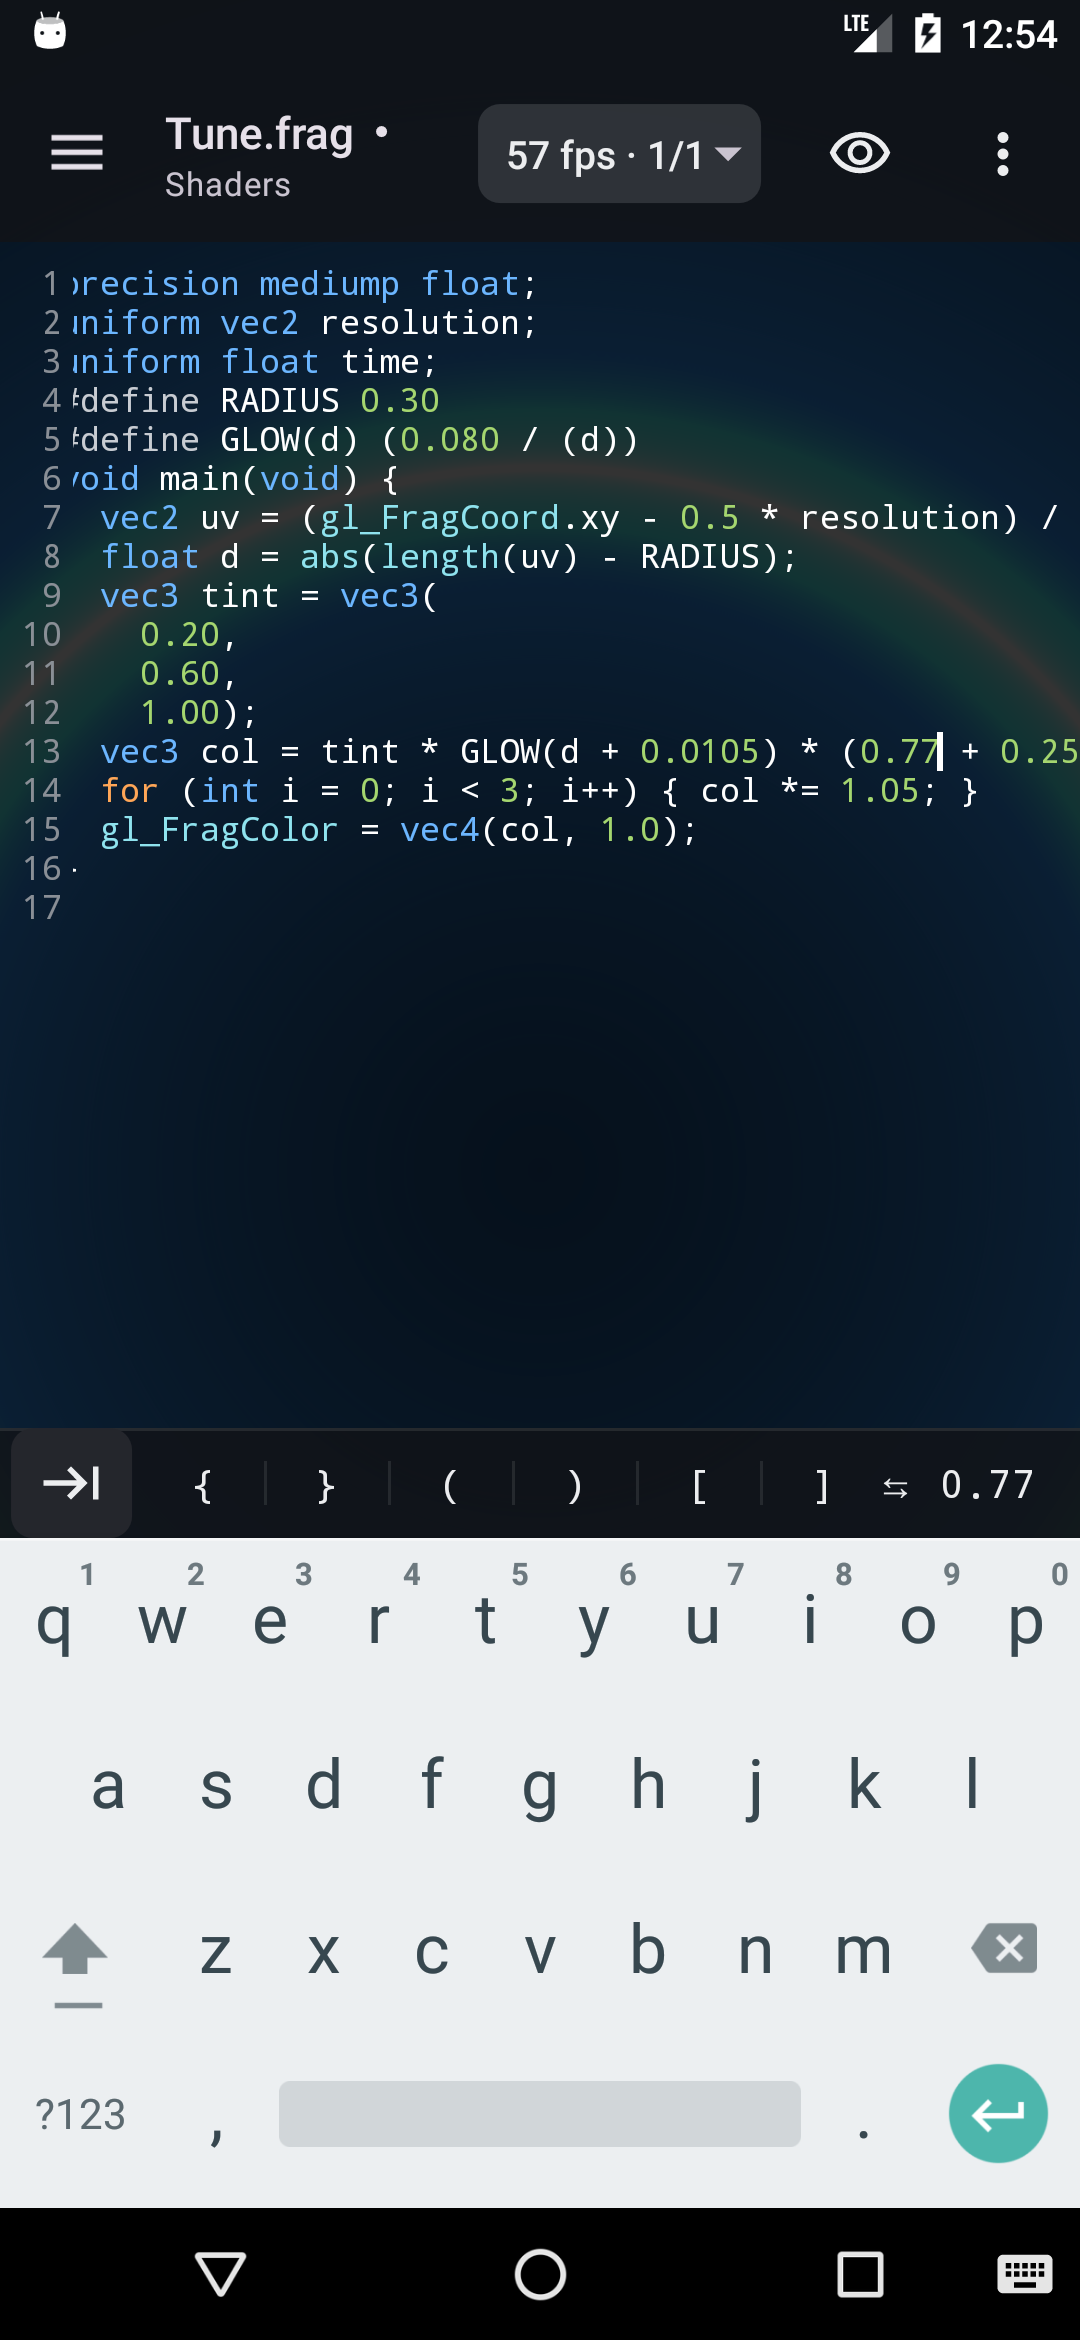 LTE 12:54
Tune.frag •
Shaders
57 fps · 1/1
1 precision mediump float;
2 uniform vec2 resolution;
3 uniform float time;
4 #define RADIUS 0.30
5 #define GLOW(d) (0.080 / (d))
6 void main(void) {
7 vec2 uv = (gl_FragCoord.xy - 0.5 * resolution) /
8 float d = abs(length(uv) - RADIUS);
9 vec3 tint = vec3(
10 0.20,
11 0.60,
12 1.00);
13 vec3 col = tint * GLOW(d + 0.0105) * (0.77 + 0.25
14 for (int i = 0; i < 3; i++) { col *= 1.05; }
15 gl_FragColor = vec4(col, 1.0);
16
17
{ } ( ) [ ] ⇆ 0.77
1 2 3 4 5 6 7 8 9 0
q w e r t y u i o p
a s d f g h j k l
z x c v b n m
?123 , .